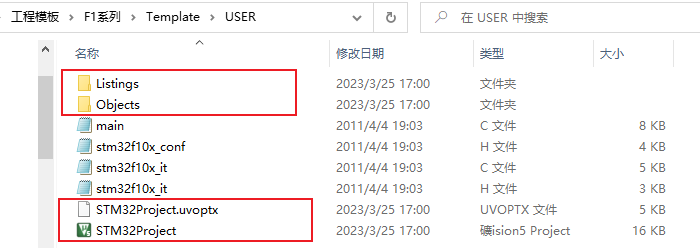 工程模板 > F1系列 > Template > USER
在 USER 中搜索
名称 修改日期 类型 大小
Listings 2023/3/25 17:00 文件夹
Objects 2023/3/25 17:00 文件夹
main 2011/4/4 19:03 C 文件 8 KB
stm32f10x_conf 2011/4/4 19:03 H 文件 4 KB
stm32f10x_it 2011/4/4 19:03 C 文件 5 KB
stm32f10x_it 2011/4/4 19:03 H 文件 3 KB
STM32Project.uvoptx 2023/3/25 17:00 UVOPTX 文件 5 KB
STM32Project 2023/3/25 17:00 礦ision5 Project 16 KB